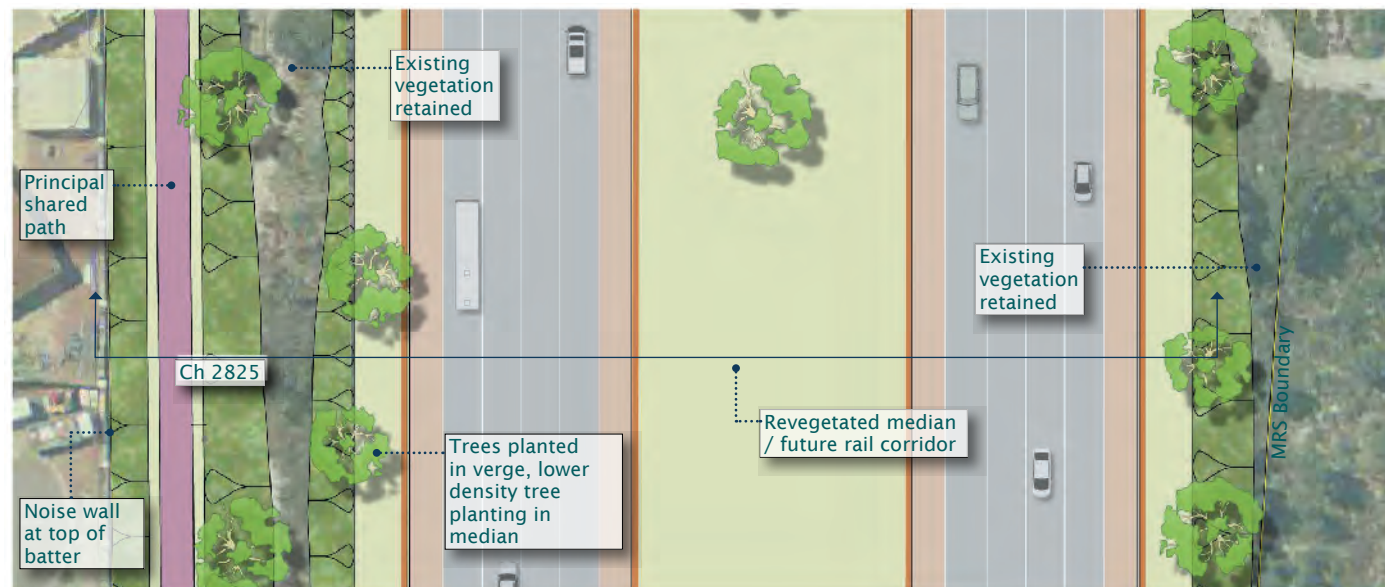 Existing
vegetation
retained
Principal
shared
path
Existing
vegetation
retained
MRS Boundary
Ch 2825
Revegetated median
/ future rail corridor
Trees planted
in verge, lower
density tree
planting in
median
Noise wall
at top of
batter